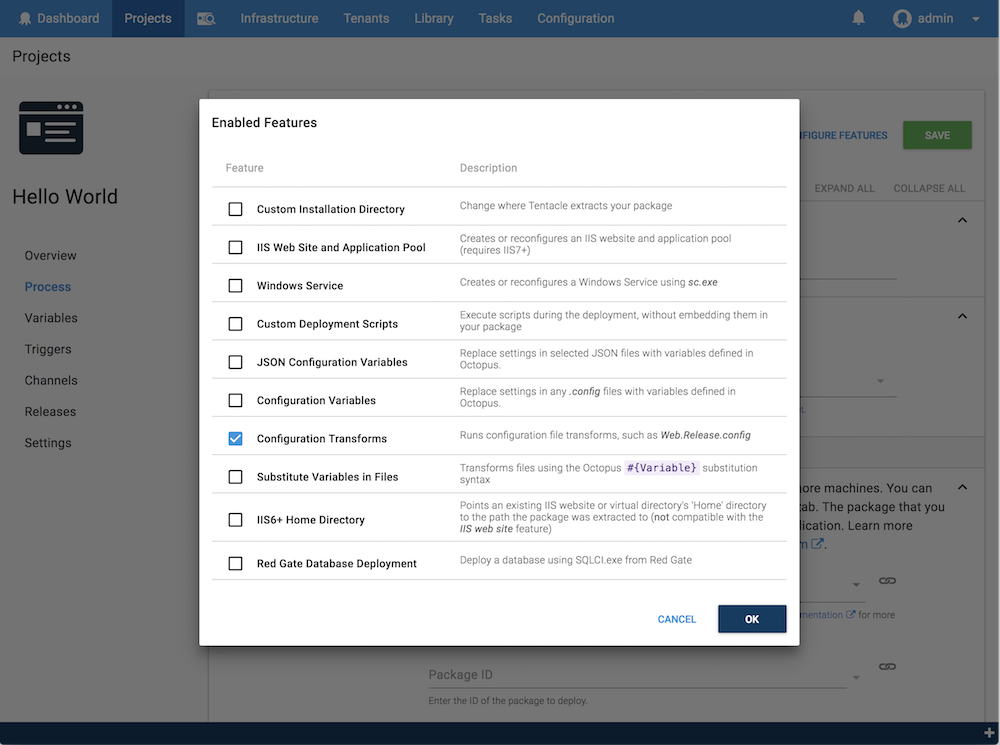 Dashboard
Projects
Infrastructure
Tenants
Library
Tasks
Configuration
admin
Projects
Hello World
Overview
Process
Variables
Triggers
Channels
Releases
Settings
FIGURE FEATURES
SAVE
EXPAND ALL
COLLAPSE ALL
Enabled Features
Feature
Description
Custom Installation Directory
Change where Tentacle extracts your package
IIS Web Site and Application Pool
Creates or reconfigures an IIS website and application pool
(requires IIS7+)
Windows Service
Creates or reconfigures a Windows Service using sc.exe
Custom Deployment Scripts
Execute scripts during the deployment, without embedding them in
your package
JSON Configuration Variables
Replace settings in selected JSON files with variables defined in
Octopus.
Configuration Variables
Replace settings in any .config files with variables defined in
Octopus.
Configuration Transforms
Runs configuration file transforms, such as Web.Release.config
Substitute Variables in Files
Transforms files using the Octopus #{Variable} substitution
syntax
IIS6+ Home Directory
Points an existing IIS website or virtual directory's 'Home' directory
to the path the package was extracted to (not compatible with the
IIS web site feature)
Red Gate Database Deployment
Deploy a database using SQLCI.exe from Red Gate
CANCEL
OK
ore machines. You can
ab. The package that you
lication. Learn more
mentation for more
Package ID
Enter the ID of the package to deploy.